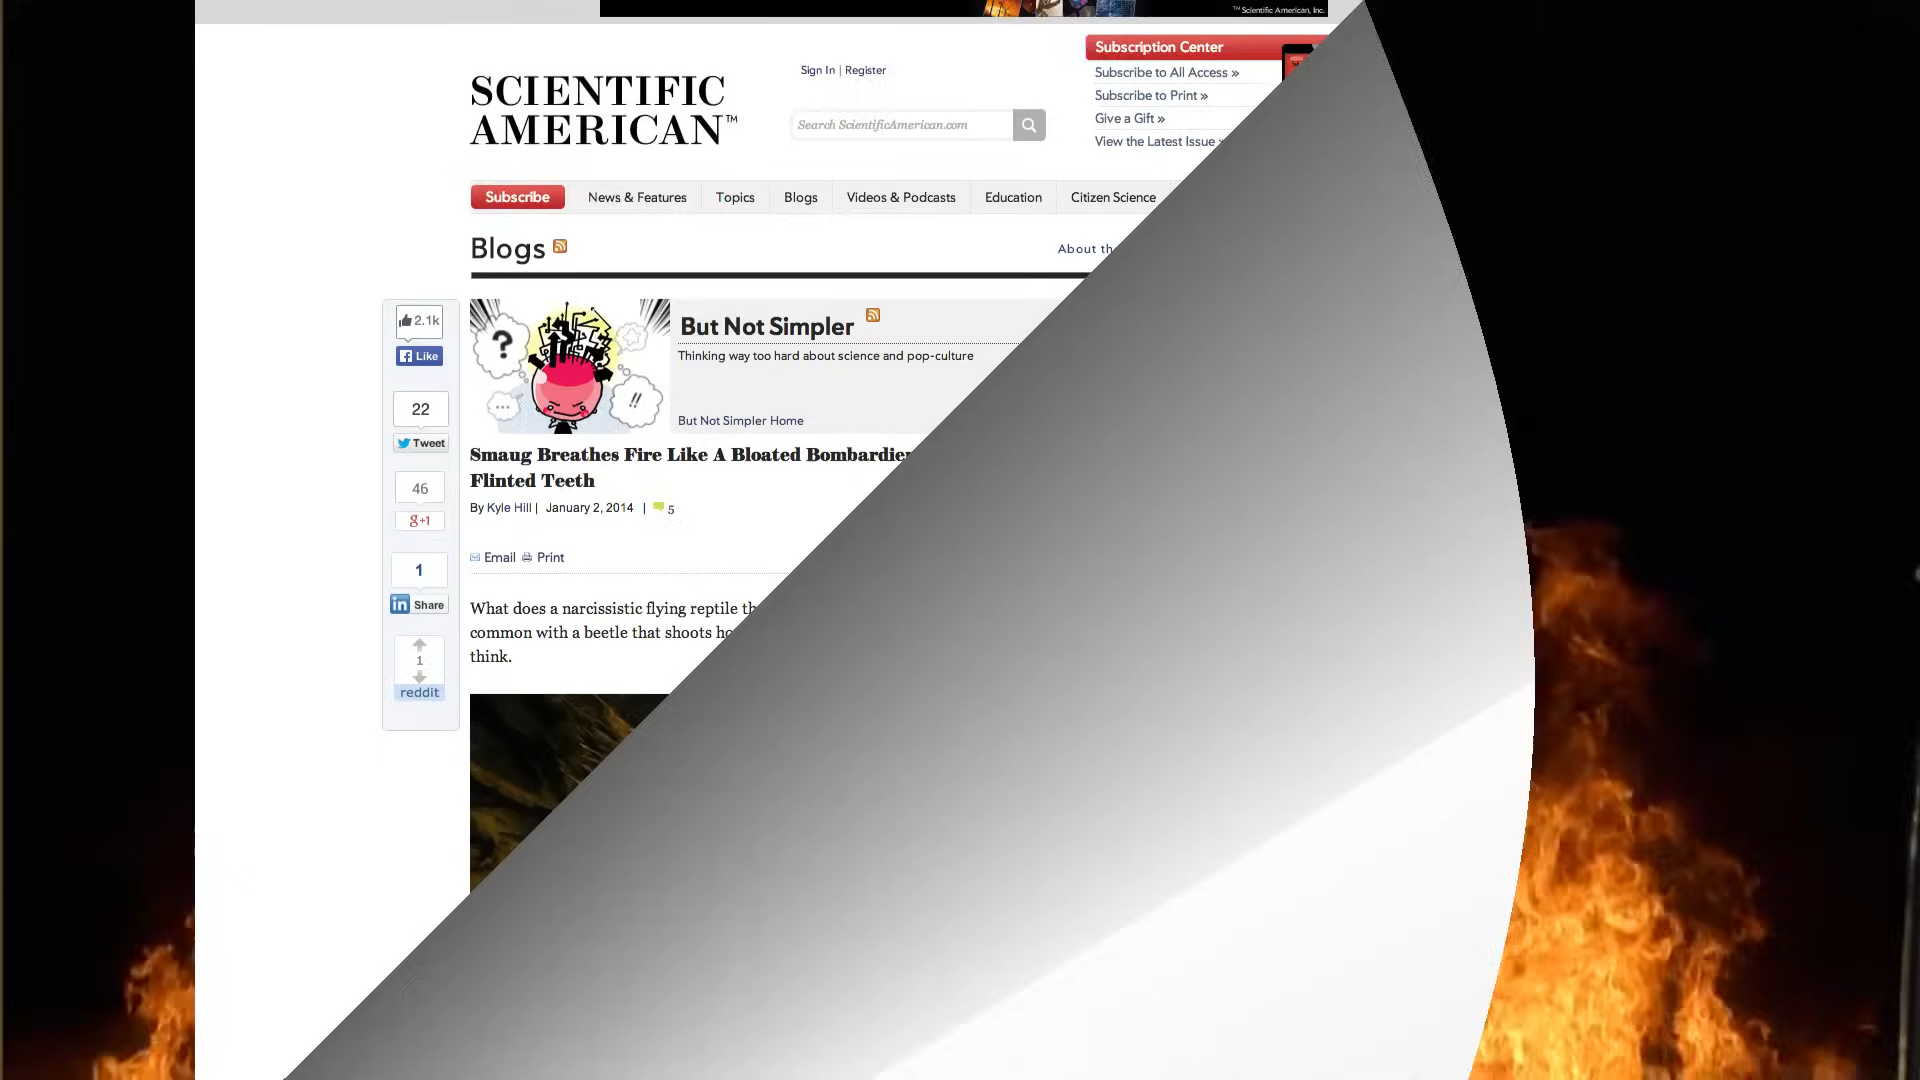 ™ Scientific American, Inc.
Subscription Center
Sign In | Register
Subscribe to All Access »
SCIENTIFIC
AMERICAN™
Subscribe to Print »
Search ScientificAmerican.com
Give a Gift »
View the Latest Issue »
Subscribe
News & Features
Topics
Blogs
Videos & Podcasts
Education
Citizen Science
Blogs
About
2.1k
Like
22
Tweet
46
g+1
1
in Share
1
reddit
?
...
!!
But Not Simpler
Thinking way too hard about science and pop-culture
But Not Simpler Home
Smaug Breathes Fire Like A Bloated Bombardier
Flinted Teeth
By Kyle Hill | January 2, 2014 | 5
Email Print
What does a narcissistic flying reptile
common with a beetle that shoots
think.